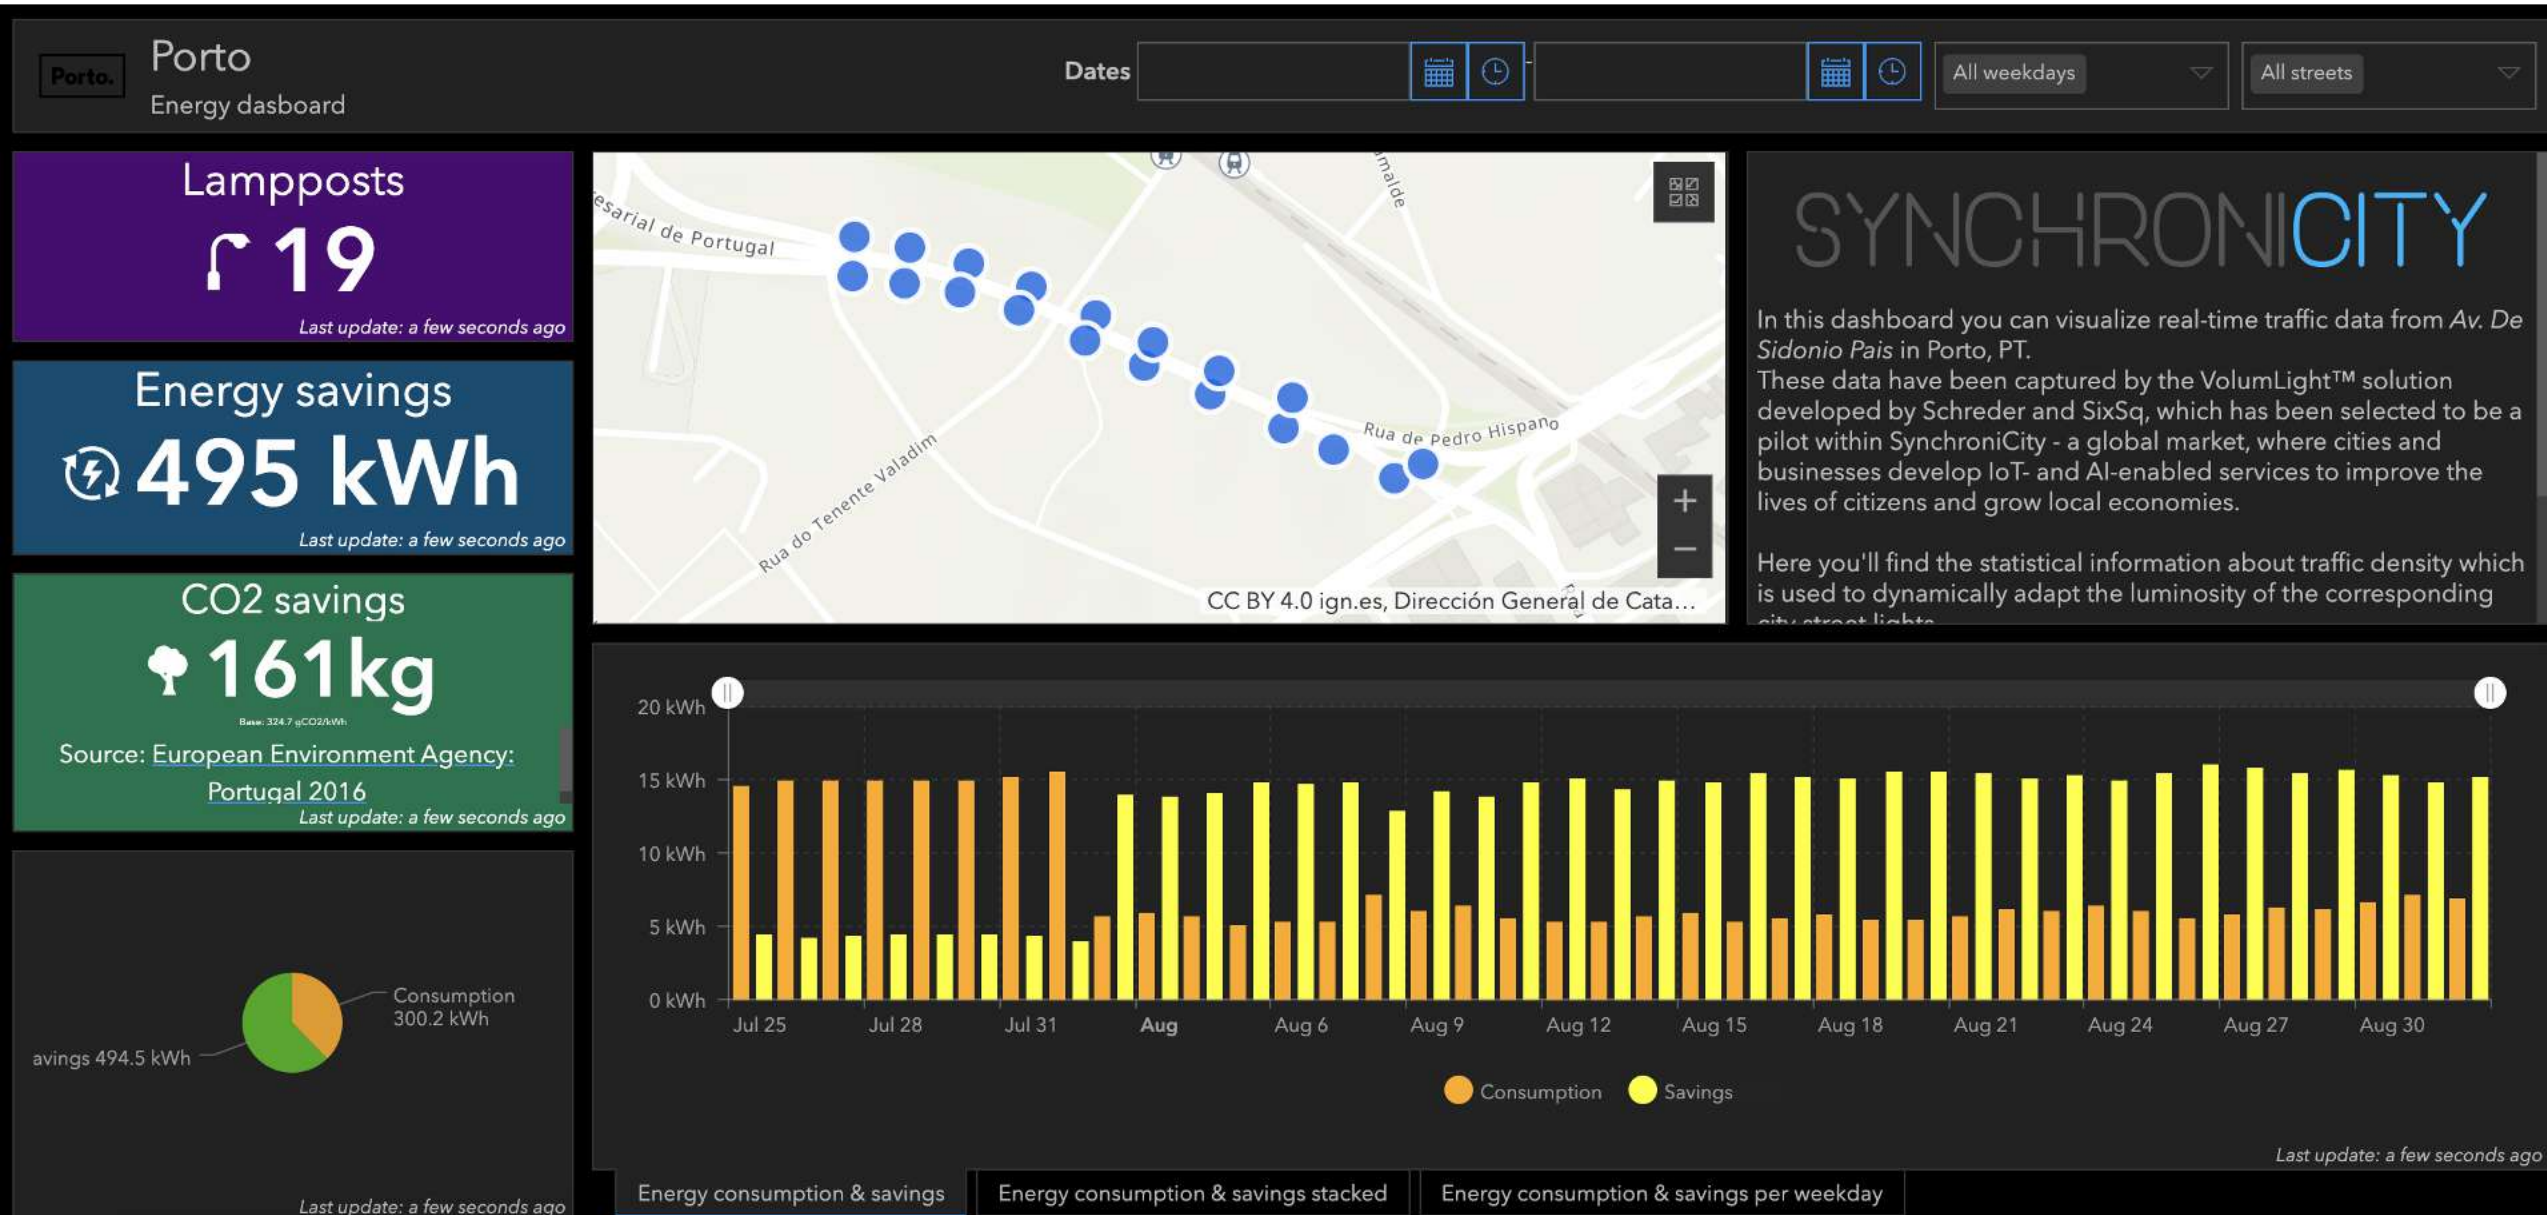 Porto.
Porto
Energy dasboard
Dates
-
All weekdays
All streets
Lampposts
19
Last update: a few seconds ago
Energy savings
495 kWh
Last update: a few seconds ago
CO2 savings
161kg
Base: 324.7 gCO2/kWh
Source: European Environment Agency:
Portugal 2016
Last update: a few seconds ago
Consumption
300.2 kWh
avings 494.5 kWh
Last update: a few seconds ago
esarial de Portugal
amalde
Rua do Tenente Valadim
Rua de Pedro Hispano
+
−
CC BY 4.0 ign.es, Dirección General de Cata...
SYNCHRONICITY
In this dashboard you can visualize real-time traffic data from Av. De
Sidonio Pais in Porto, PT.
These data have been captured by the VolumLight™ solution
developed by Schreder and SixSq, which has been selected to be a
pilot within SynchroniCity - a global market, where cities and
businesses develop IoT- and AI-enabled services to improve the
lives of citizens and grow local economies.
Here you'll find the statistical information about traffic density which
is used to dynamically adapt the luminosity of the corresponding
city street lights
20 kWh
15 kWh
10 kWh
5 kWh
0 kWh
Jul 25
Jul 28
Jul 31
Aug
Aug 6
Aug 9
Aug 12
Aug 15
Aug 18
Aug 21
Aug 24
Aug 27
Aug 30
Consumption
Savings
Last update: a few seconds ago
Energy consumption & savings
Energy consumption & savings stacked
Energy consumption & savings per weekday